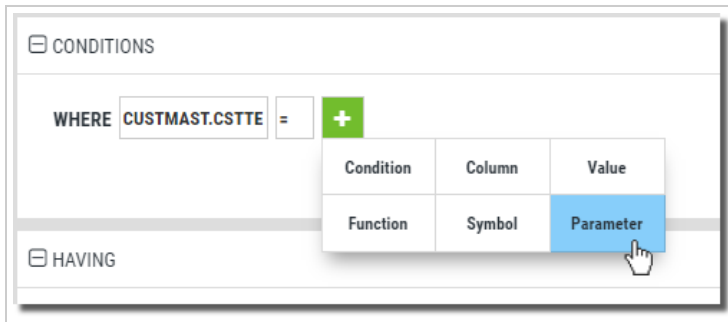 CONDITIONS
WHERE CUSTMAST.CSTTE = +
Condition Column Value
Function Symbol Parameter
HAVING